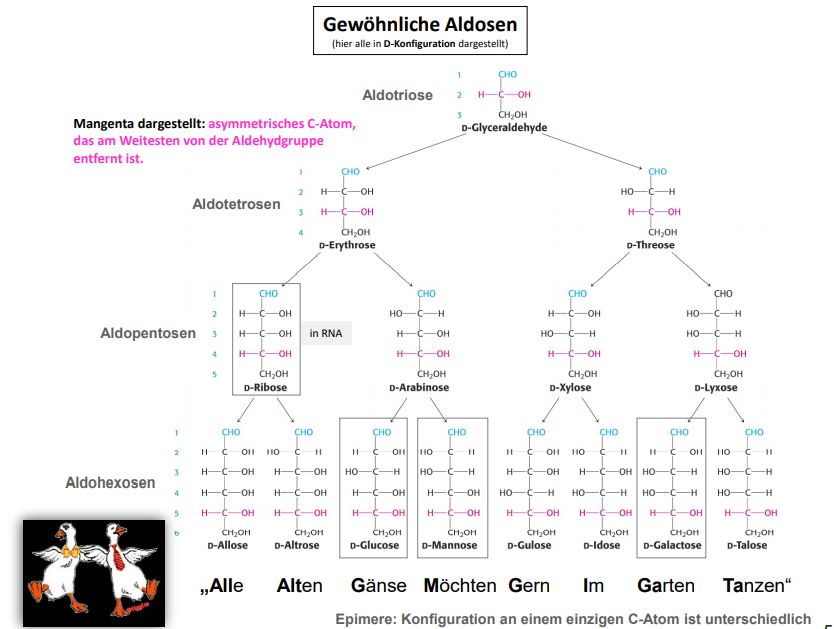 Gewöhnliche Aldosen
(hier alle in D-Konfiguration dargestellt)
1 CHO
Aldotriose 2 H—C—OH
3 CH₂OH
D-Glyceraldehyde
Mangenta dargestellt: asymmetrisches C-Atom,
das am Weitesten von der Aldehydgruppe
entfernt ist.
1 CHO CHO
2 H—C—OH HO—C—H
Aldotetrosen
3 H—C—OH H—C—OH
4 CH₂OH CH₂OH
D-Erythrose D-Threose
1 CHO CHO CHO CHO
2 H—C—OH HO—C—H H—C—OH HO—C—H
Aldopentosen 3 H—C—OH in RNA H—C—OH HO—C—H HO—C—H
4 H—C—OH H—C—OH H—C—OH H—C—OH
5 CH₂OH CH₂OH CH₂OH CH₂OH
D-Ribose D-Arabinose D-Xylose D-Lyxose
1 CHO CHO CHO CHO CHO CHO CHO CHO
2 H C OH HO C H H C OH HO C H H C OH HO C H H C OH HO C H
3 H—C—OH H—C—OH HO—C—H HO—C—H H—C—OH H—C—OH HO—C—H HO—C—H
Aldohexosen
4 H—C—OH H—C—OH H—C—OH H—C—OH HO—C—H HO—C—H HO—C—H HO—C—H
5 H—C—OH H—C—OH H—C—OH H—C—OH H—C—OH H—C—OH H—C—OH H—C—OH
6 CH₂OH CH₂OH CH₂OH CH₂OH CH₂OH CH₂OH CH₂OH CH₂OH
D-Allose D-Altrose D-Glucose D-Mannose D-Gulose D-Idose D-Galactose D-Talose
„Alle Alten Gänse Möchten Gern Im Garten Tanzen“
Epimere: Konfiguration an einem einzigen C-Atom ist unterschiedlich